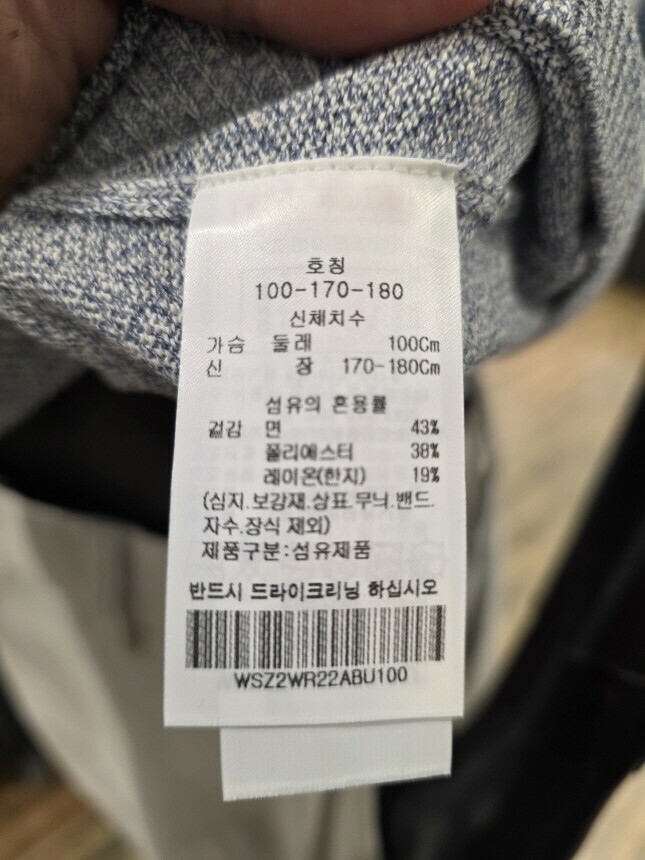 호칭
100-170-180
신체치수
가슴 둘레 100Cm
신 장 170-180Cm
섬유의 혼용률
겉감 면 43%
폴리에스터 38%
레이온(한지) 19%
(심지.보강재.상표.무늬.밴드.
자수.장식 제외)
제품구분:섬유제품
반드시 드라이크리닝 하십시오
WSZ2WR22ABU100